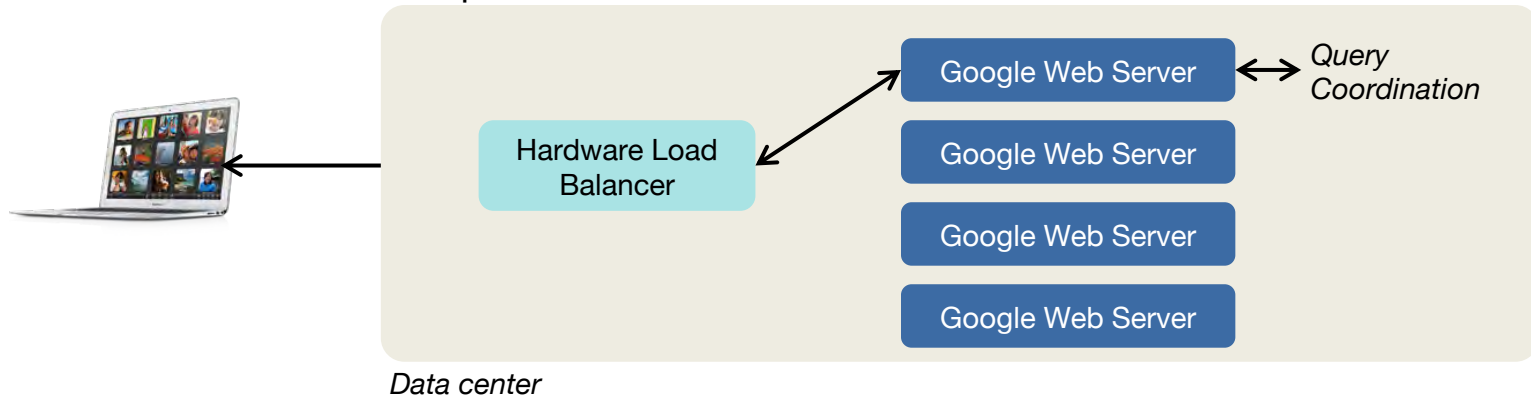 Google Web Server
Query
Coordination
Hardware Load
Balancer
Google Web Server
Google Web Server
Google Web Server
Data center